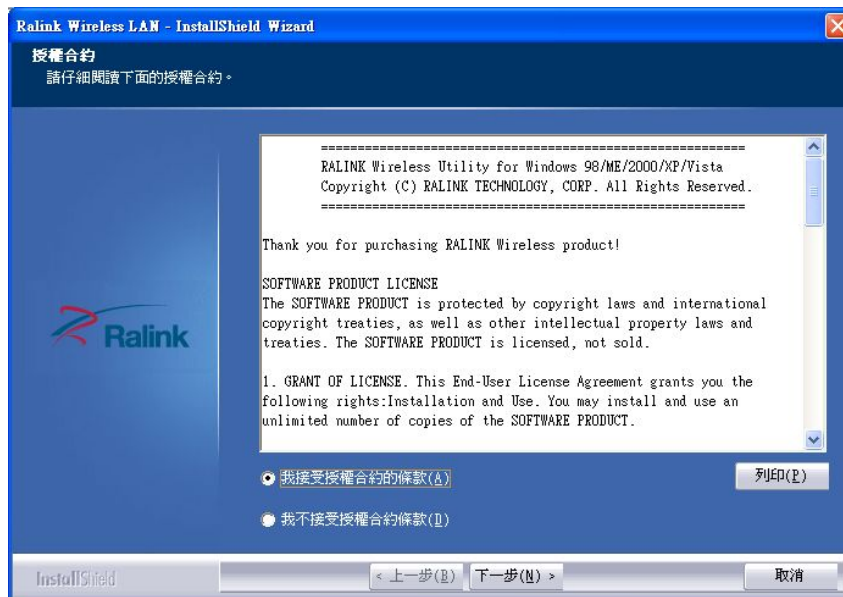 Ralink Wireless LAN - InstallShield Wizard
授權合約
請仔細閱讀下面的授權合約。
==========================================================
RALINK Wireless Utility for Windows 98/ME/2000/XP/Vista
Copyright (C) RALINK TECHNOLOGY, CORP. All Rights Reserved.
==========================================================
Thank you for purchasing RALINK Wireless product!
SOFTWARE PRODUCT LICENSE
The SOFTWARE PRODUCT is protected by copyright laws and international
copyright treaties, as well as other intellectual property laws and
treaties. The SOFTWARE PRODUCT is licensed, not sold.
1. GRANT OF LICENSE. This End-User License Agreement grants you the
following rights:Installation and Use. You may install and use an
unlimited number of copies of the SOFTWARE PRODUCT.
Ralink
我接受授權合約的條款(A)
列印(P)
我不接受授權合約條款(D)
InstallShield
< 上一步(B)
下一步(N) >
取消